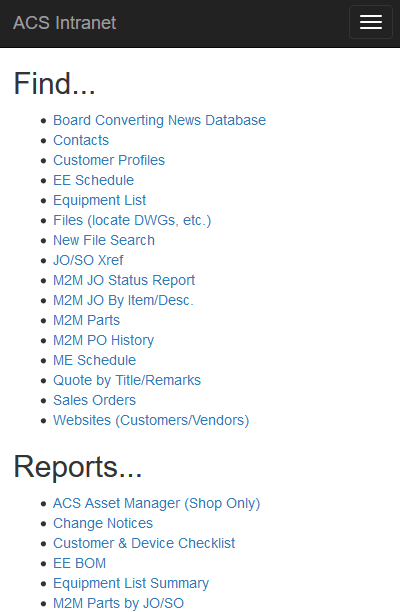 ACS Intranet
Find...
Board Converting News Database
Contacts
Customer Profiles
EE Schedule
Equipment List
Files (locate DWGs, etc.)
New File Search
JO/SO Xref
M2M JO Status Report
M2M JO By Item/Desc.
M2M Parts
M2M PO History
ME Schedule
Quote by Title/Remarks
Sales Orders
Websites (Customers/Vendors)
Reports...
ACS Asset Manager (Shop Only)
Change Notices
Customer & Device Checklist
EE BOM
Equipment List Summary
M2M Parts by JO/SO